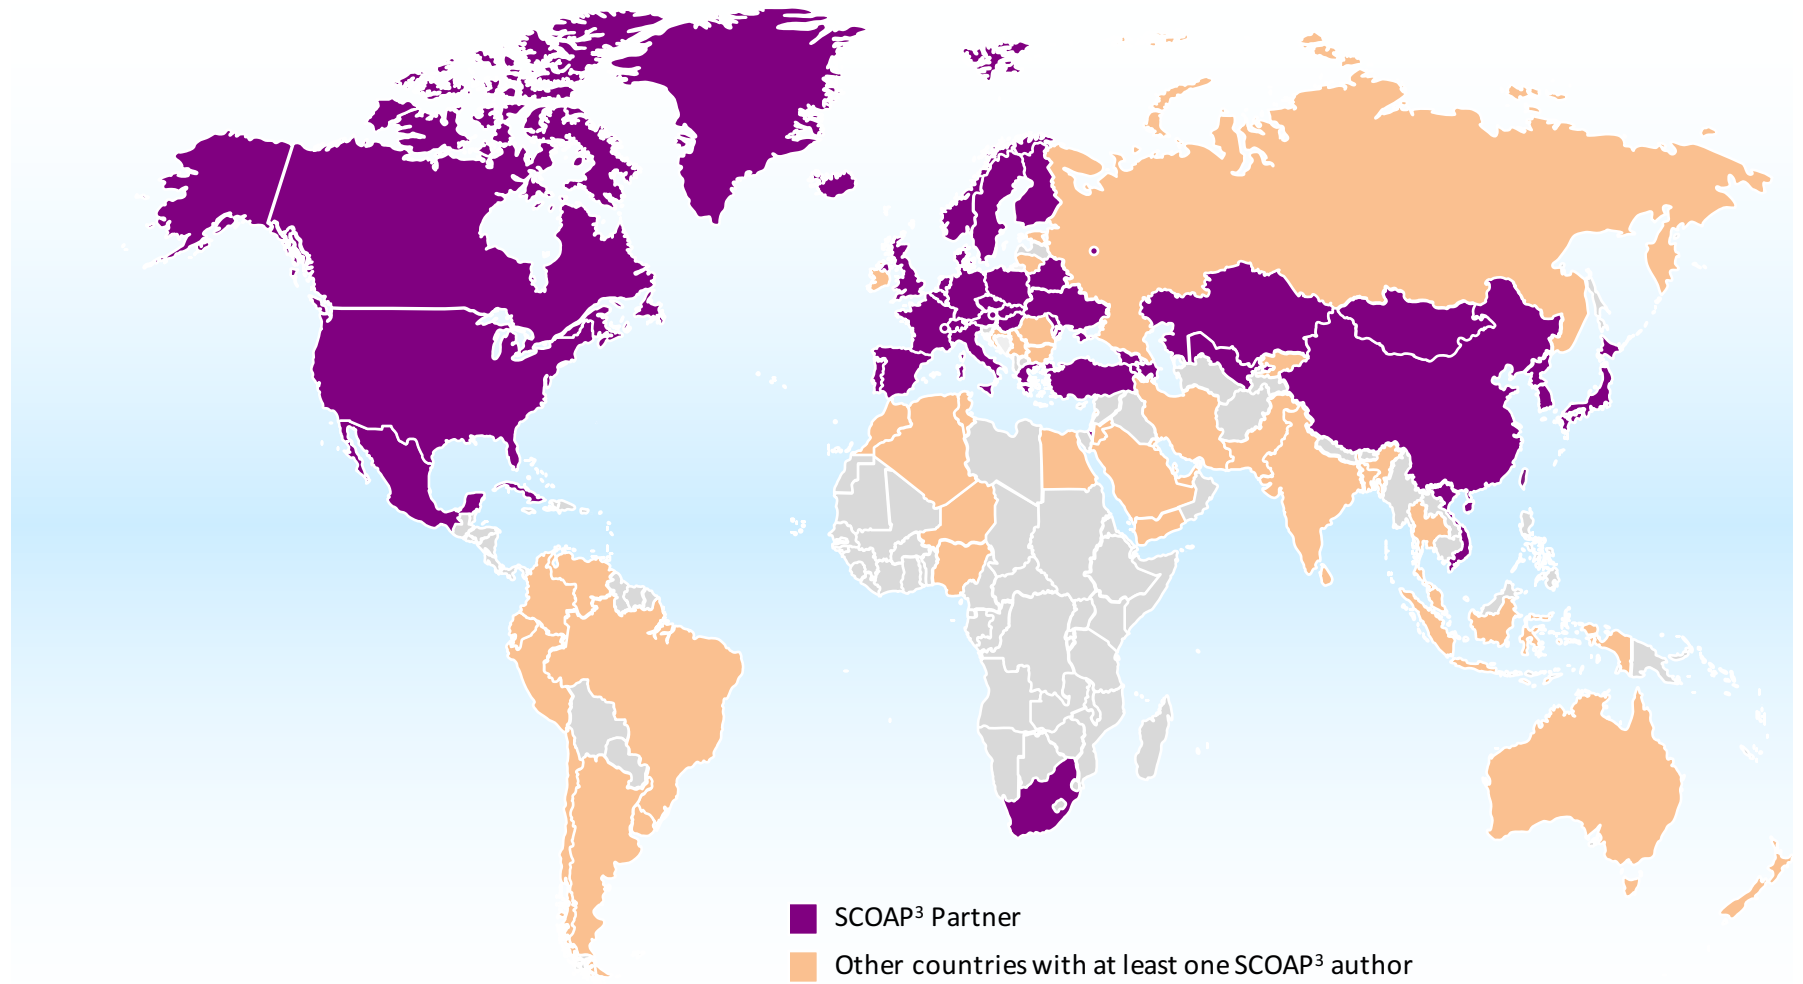 SCOAP³ Partner
Other countries with at least one SCOAP³ author